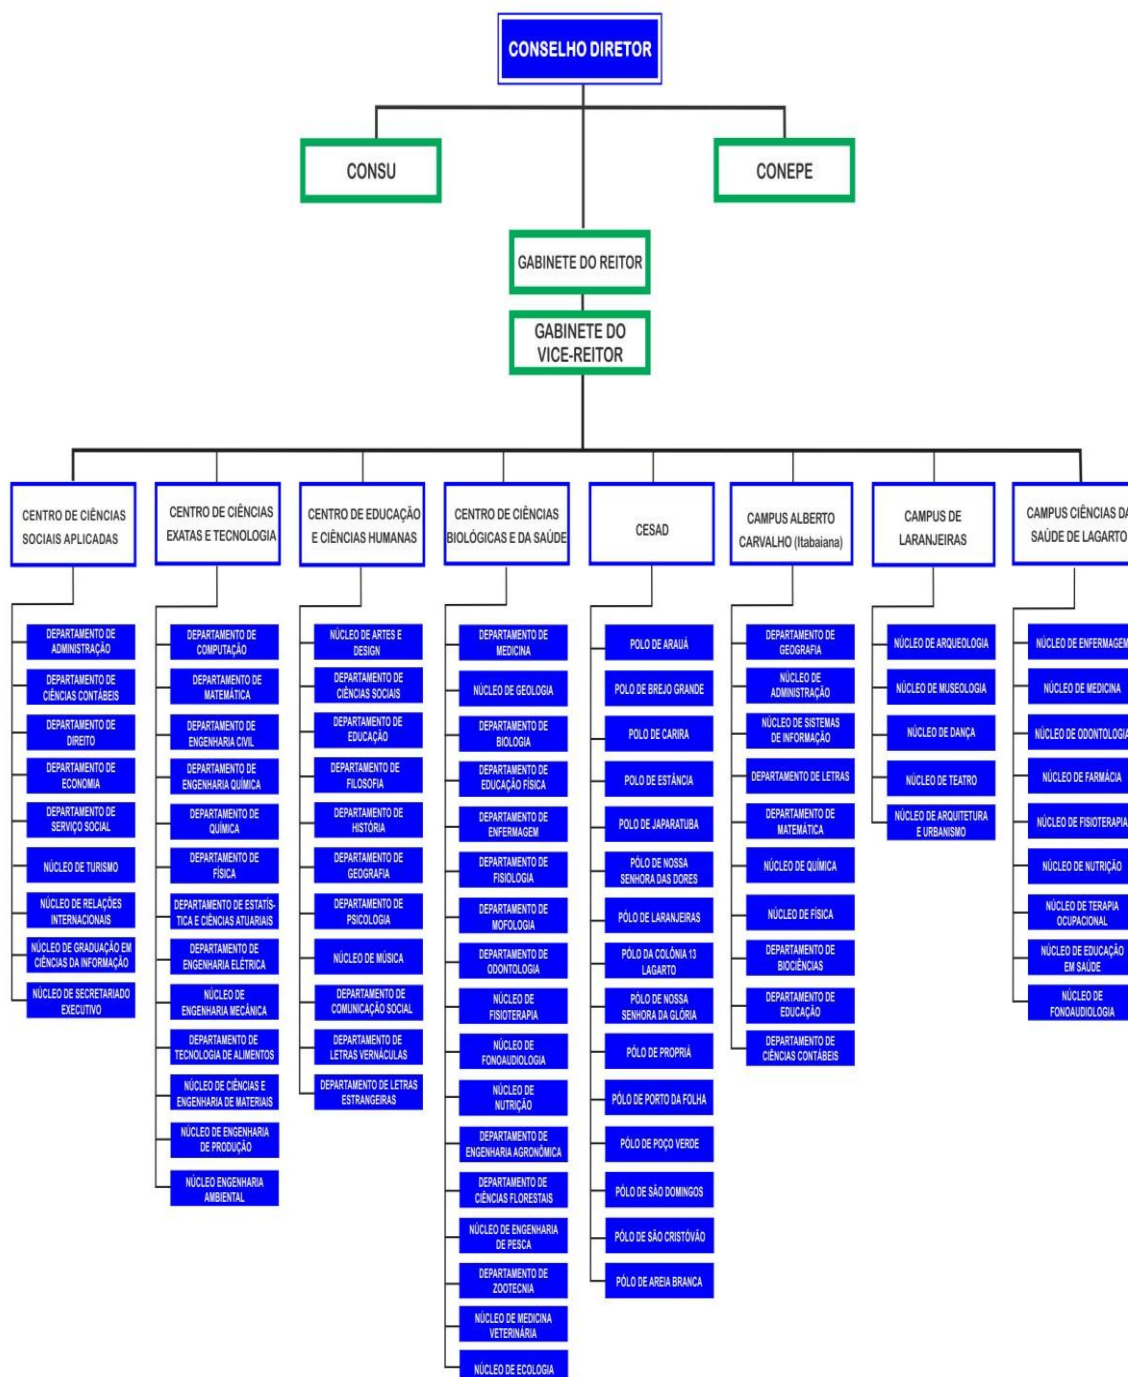 CONSELHO DIRETOR
CONSU
CONEPE
GABINETE DO REITOR
GABINETE DO
VICE-REITOR
CENTRO DE CIÊNCIAS
SOCIAIS APLICADAS
DEPARTAMENTO DE
ADMINISTRAÇÃO
DEPARTAMENTO DE
CIÊNCIAS CONTÁBEIS
DEPARTAMENTO DE
DIREITO
DEPARTAMENTO DE
ECONOMIA
DEPARTAMENTO DE
SERVIÇO SOCIAL
NÚCLEO DE TURISMO
NÚCLEO DE RELAÇÕES
INTERNACIONAIS
NÚCLEO DE GRADUAÇÃO EM
CIÊNCIAS DA INFORMAÇÃO
NÚCLEO DE SECRETARIADO
EXECUTIVO
CENTRO DE CIÊNCIAS
EXATAS E TECNOLOGIA
DEPARTAMENTO DE
COMPUTAÇÃO
DEPARTAMENTO DE
MATEMÁTICA
DEPARTAMENTO DE
ENGENHARIA CIVIL
DEPARTAMENTO DE
ENGENHARIA QUÍMICA
DEPARTAMENTO DE
QUÍMICA
DEPARTAMENTO DE
FÍSICA
DEPARTAMENTO DE ESTATÍS-
TICA E CIÊNCIAS ATUARIAIS
DEPARTAMENTO DE
ENGENHARIA ELÉTRICA
NÚCLEO DE
ENGENHARIA MECÂNICA
DEPARTAMENTO DE
TECNOLOGIA DE ALIMENTOS
NÚCLEO DE CIÊNCIAS E
ENGENHARIA DE MATERIAIS
NÚCLEO DE ENGENHARIA
DE PRODUÇÃO
NÚCLEO ENGENHARIA
AMBIENTAL
CENTRO DE EDUCAÇÃO
E CIÊNCIAS HUMANAS
NÚCLEO DE ARTES E
DESIGN
DEPARTAMENTO DE
CIÊNCIAS SOCIAIS
DEPARTAMENTO DE
EDUCAÇÃO
DEPARTAMENTO DE
FILOSOFIA
DEPARTAMENTO DE
HISTÓRIA
DEPARTAMENTO DE
GEOGRAFIA
DEPARTAMENTO DE
PSICOLOGIA
NÚCLEO DE MÚSICA
DEPARTAMENTO DE
COMUNICAÇÃO SOCIAL
DEPARTAMENTO DE
LETRAS VERNÁCULAS
DEPARTAMENTO DE LETRAS
ESTRANGEIRAS
CENTRO DE CIÊNCIAS
BIOLÓGICAS E DA SAÚDE
DEPARTAMENTO DE
MEDICINA
NÚCLEO DE GEOLOGIA
DEPARTAMENTO DE
BIOLOGIA
DEPARTAMENTO DE
EDUCAÇÃO FÍSICA
DEPARTAMENTO DE
ENFERMAGEM
DEPARTAMENTO DE
FISIOLOGIA
DEPARTAMENTO DE
MOFOLOGIA
DEPARTAMENTO DE
ODONTOLOGIA
NÚCLEO DE
FISIOTERAPIA
NÚCLEO DE
FONOAUDIOLOGIA
NÚCLEO DE
NUTRIÇÃO
DEPARTAMENTO DE
ENGENHARIA AGRONÔMICA
DEPARTAMENTO DE
CIÊNCIAS FLORESTAIS
NÚCLEO DE ENGENHARIA
DE PESCA
DEPARTAMENTO DE
ZOOTECNIA
NÚCLEO DE MEDICINA
VETERINÁRIA
NÚCLEO DE ECOLOGIA
CESAD
POLO DE ARAUÁ
POLO DE BREJO GRANDE
POLO DE CARIRA
POLO DE ESTÂNCIA
POLO DE JAPARATUBA
PÓLO DE NOSSA
SENHORA DAS DORES
PÓLO DE LARANJEIRAS
PÓLO DA COLÔNIA 13
LAGARTO
PÓLO DE NOSSA
SENHORA DA GLÓRIA
PÓLO DE PROPRIÁ
PÓLO DE PORTO DA FOLHA
PÓLO DE POÇO VERDE
PÓLO DE SÃO DOMINGOS
PÓLO DE SÃO CRISTÓVÃO
PÓLO DE AREIA BRANCA
CAMPUS ALBERTO
CARVALHO (Itabaiana)
DEPARTAMENTO DE
GEOGRAFIA
NÚCLEO DE
ADMINISTRAÇÃO
NÚCLEO DE SISTEMAS
DE INFORMAÇÃO
DEPARTAMENTO DE LETRAS
DEPARTAMENTO DE
MATEMÁTICA
NÚCLEO DE QUÍMICA
NÚCLEO DE FÍSICA
DEPARTAMENTO DE
BIOCIÊNCIAS
DEPARTAMENTO DE
EDUCAÇÃO
DEPARTAMENTO DE
CIÊNCIAS CONTÁBEIS
CAMPUS DE
LARANJEIRAS
NÚCLEO DE ARQUEOLOGIA
NÚCLEO DE MUSEOLOGIA
NÚCLEO DE DANÇA
NÚCLEO DE TEATRO
NÚCLEO DE ARQUITETURA
E URBANISMO
CAMPUS CIÊNCIAS DA
SAÚDE DE LAGARTO
NÚCLEO DE ENFERMAGEM
NÚCLEO DE MEDICINA
NÚCLEO DE ODONTOLOGIA
NÚCLEO DE FARMÁCIA
NÚCLEO DE FISIOTERAPIA
NÚCLEO DE NUTRIÇÃO
NÚCLEO DE TERAPIA
OCUPACIONAL
NÚCLEO DE EDUCAÇÃO
EM SAÚDE
NÚCLEO DE
FONOAUDIOLOGIA